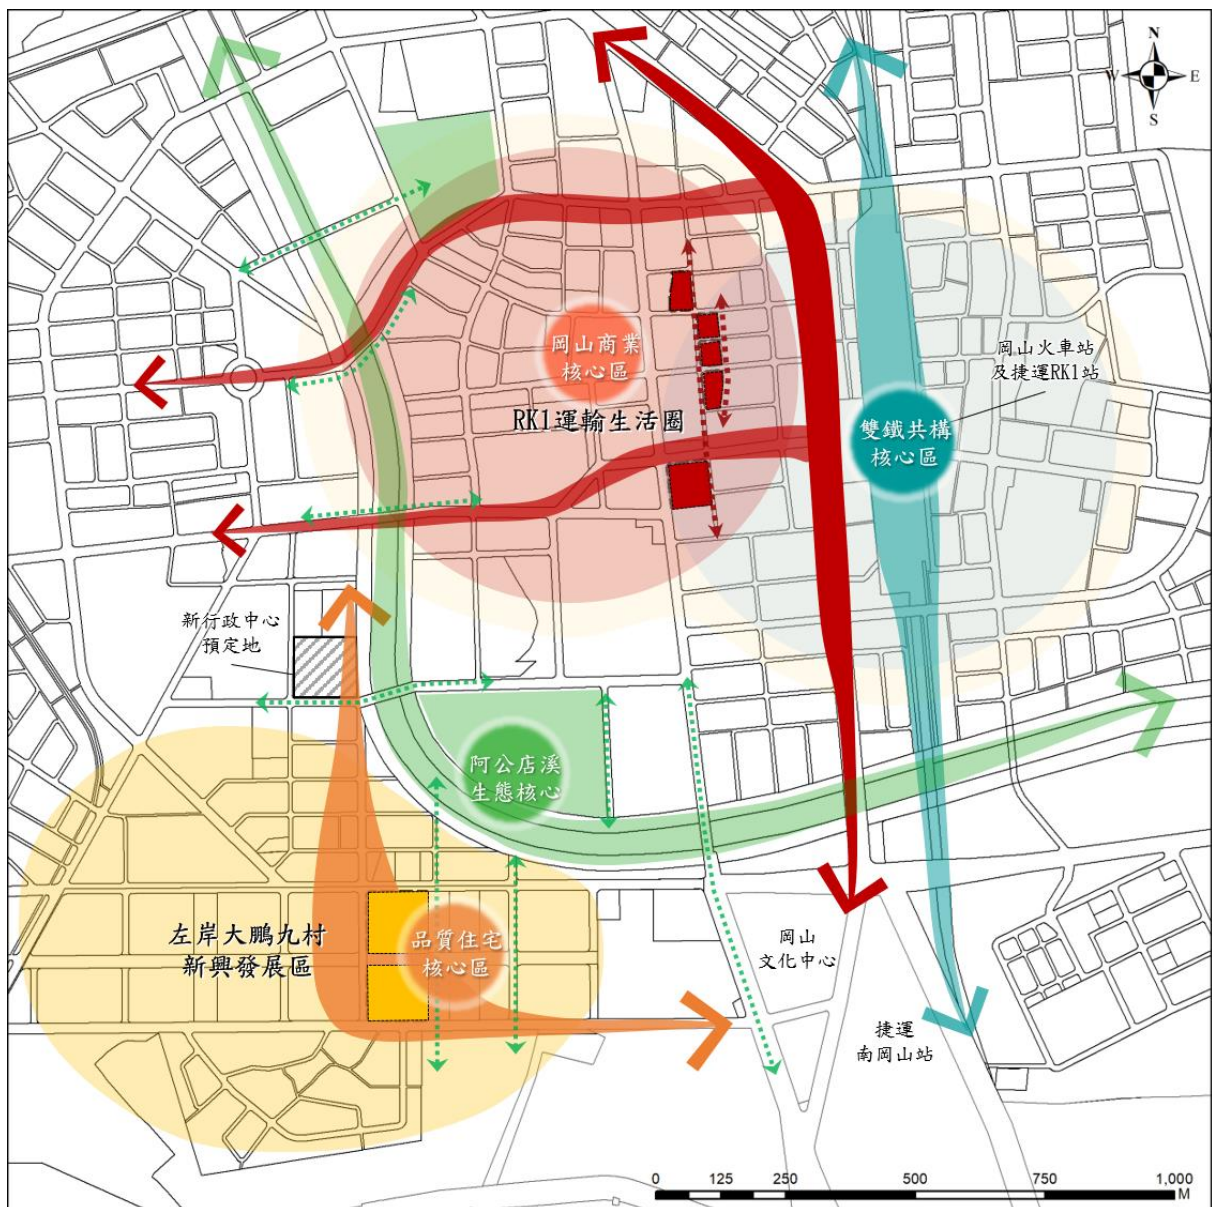 N
W
E
S
岡山商業
核心區
RK1運輸生活圈
岡山火車站
及捷運RK1站
雙鐵共構
核心區
新行政中心
預定地
阿公店溪
生態核心
左岸大鵬九村
新興發展區
品質住宅
核心區
岡山
文化中心
捷運
南岡山站
0 125 250 500 750 1,000
M